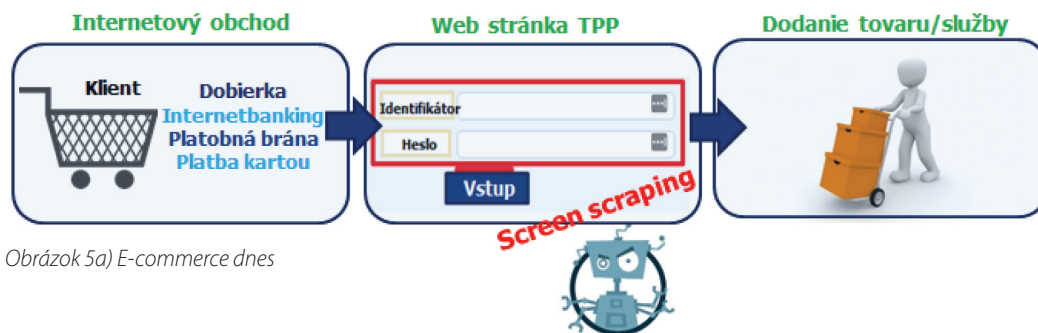 Internetový obchod
Klient
Dobierka
Internetbanking
Platobná brána
Platba kartou
Web stránka TPP
Identifikátor
Heslo
Vstup
Screen scraping
Dodanie tovaru/služby
Obrázok 5a) E-commerce dnes